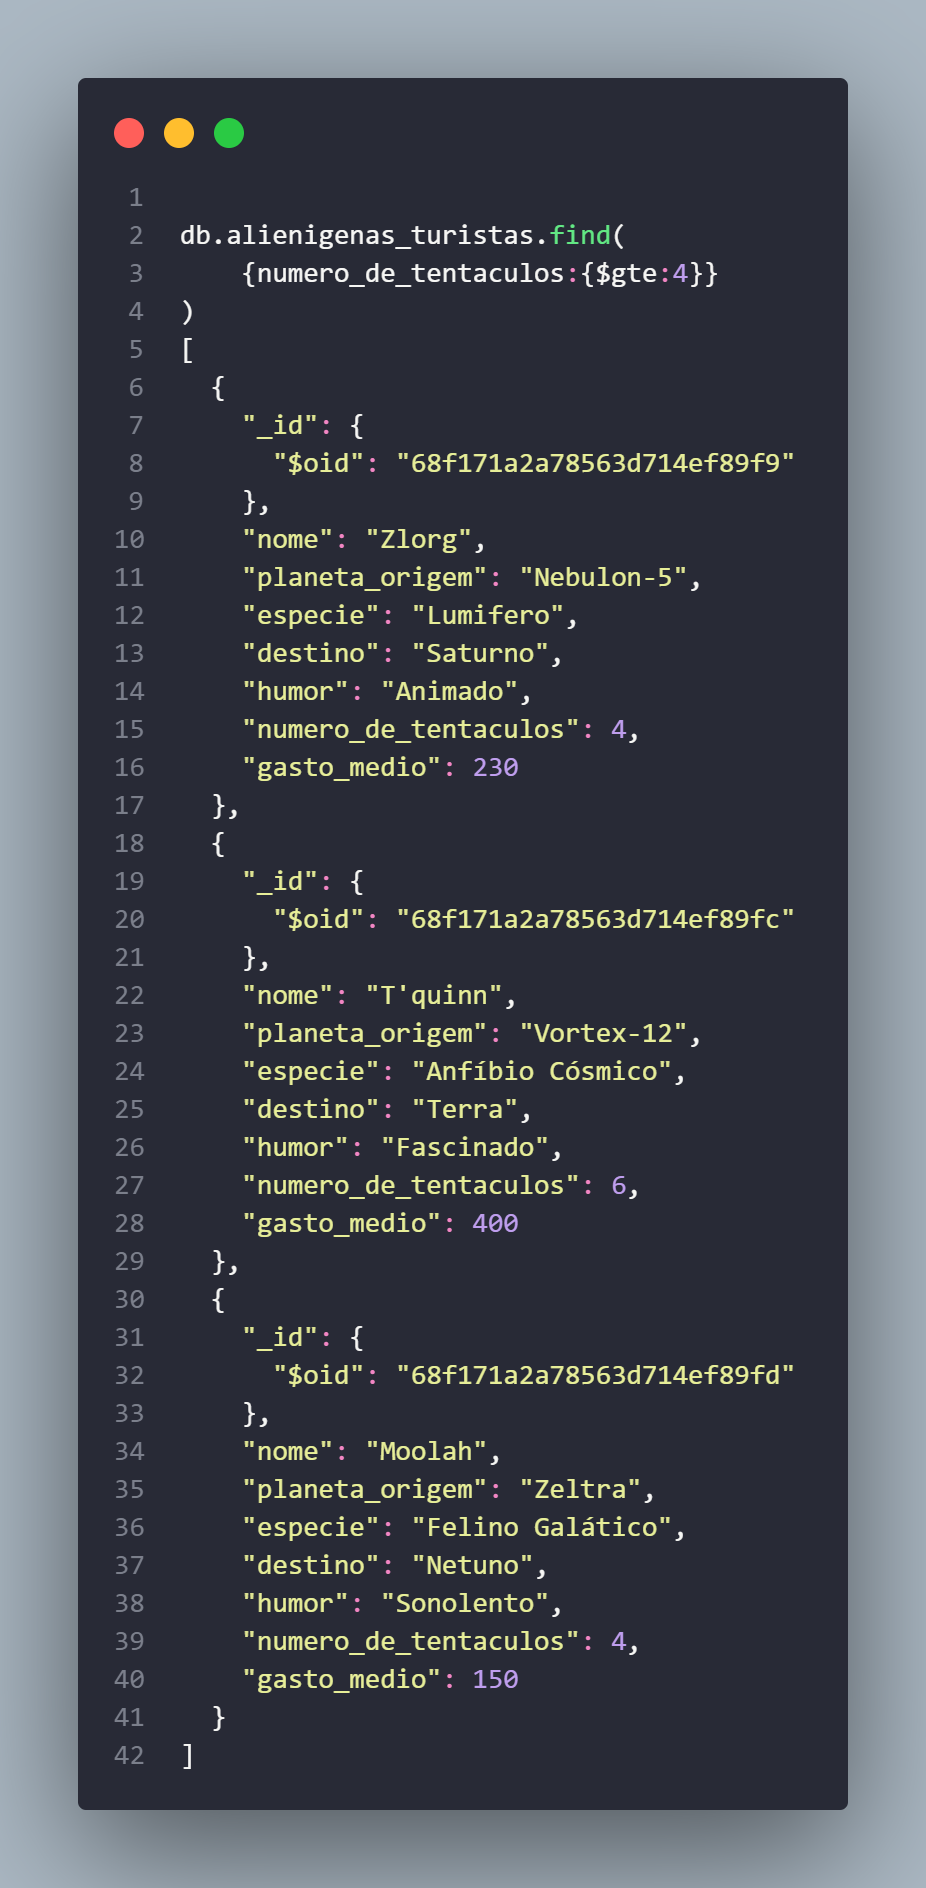 1
2 db.alienigenas_turistas.find(
3     {numero_de_tentaculos:{$gte:4}}
4 )
5 [
6   {
7     "_id": {
8       "$oid": "68f171a2a78563d714ef89f9"
9     },
10     "nome": "Zlorg",
11     "planeta_origem": "Nebulon-5",
12     "especie": "Lumifero",
13     "destino": "Saturno",
14     "humor": "Animado",
15     "numero_de_tentaculos": 4,
16     "gasto_medio": 230
17   },
18   {
19     "_id": {
20       "$oid": "68f171a2a78563d714ef89fc"
21     },
22     "nome": "T'quinn",
23     "planeta_origem": "Vortex-12",
24     "especie": "Anfíbio Cósmico",
25     "destino": "Terra",
26     "humor": "Fascinado",
27     "numero_de_tentaculos": 6,
28     "gasto_medio": 400
29   },
30   {
31     "_id": {
32       "$oid": "68f171a2a78563d714ef89fd"
33     },
34     "nome": "Moolah",
35     "planeta_origem": "Zeltra",
36     "especie": "Felino Galático",
37     "destino": "Netuno",
38     "humor": "Sonolento",
39     "numero_de_tentaculos": 4,
40     "gasto_medio": 150
41   }
42 ]